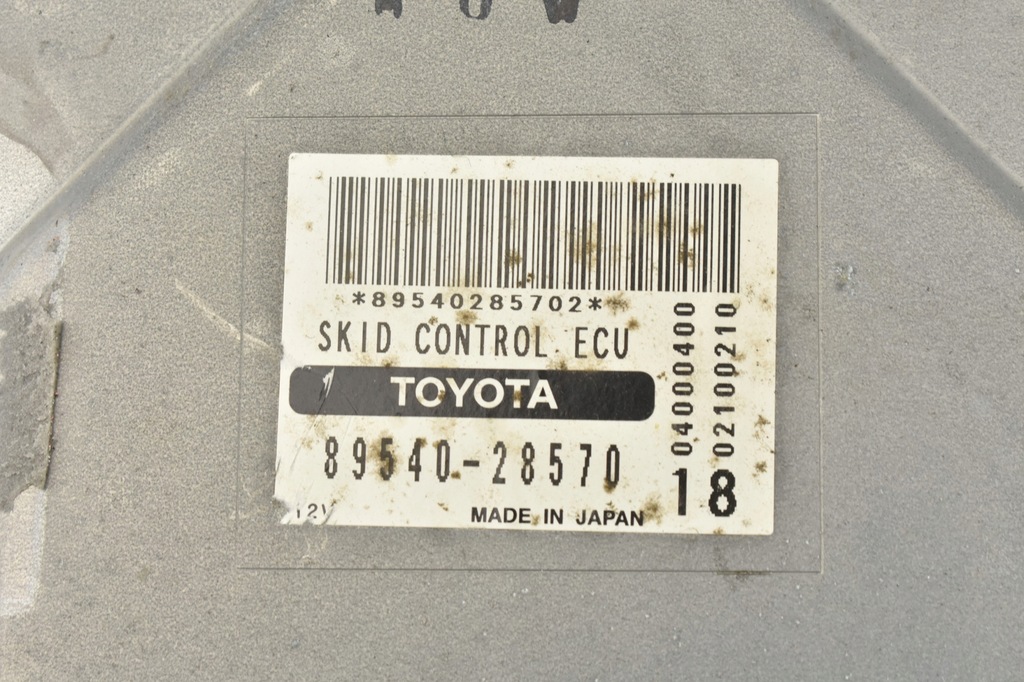 *89540285702*
SKID CONTROL ECU
TOYOTA
89540-28570
12V
MADE IN JAPAN
04000400
02100210
18